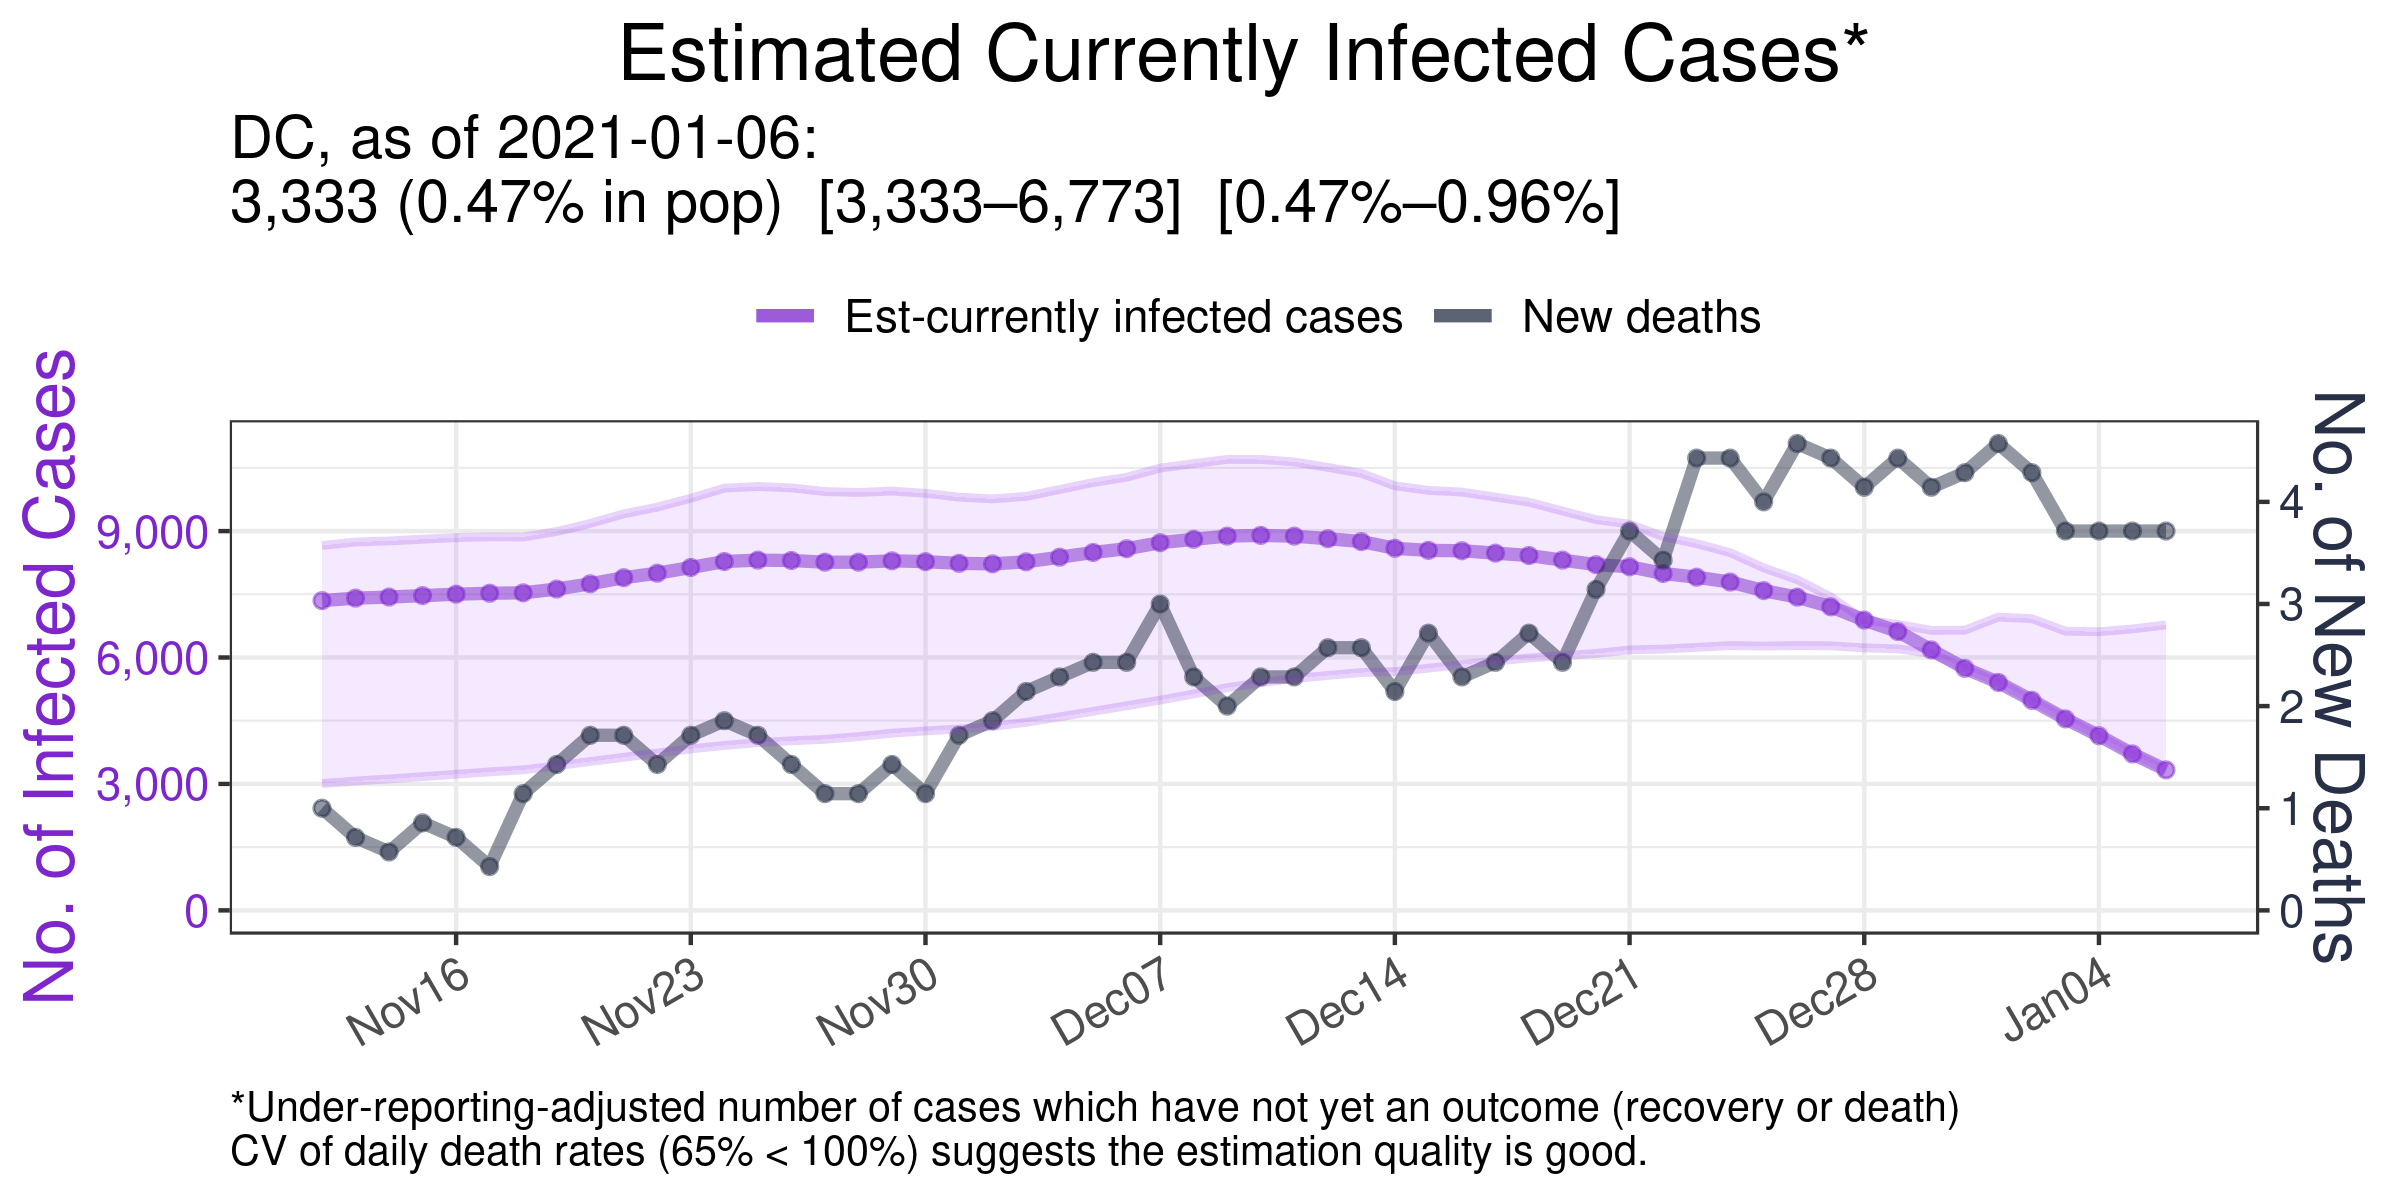 Estimated Currently Infected Cases*
DC, as of 2021-01-06:
3,333 (0.47% in pop)  [3,333–6,773]  [0.47%–0.96%]
Est-currently infected cases
New deaths
No. of Infected Cases
9,000
6,000
3,000
0
4
3
2
1
0
No. of New Deaths
Nov16
Nov23
Nov30
Dec07
Dec14
Dec21
Dec28
Jan04
*Under-reporting-adjusted number of cases which have not yet an outcome (recovery or death)
CV of daily death rates (65% < 100%) suggests the estimation quality is good.